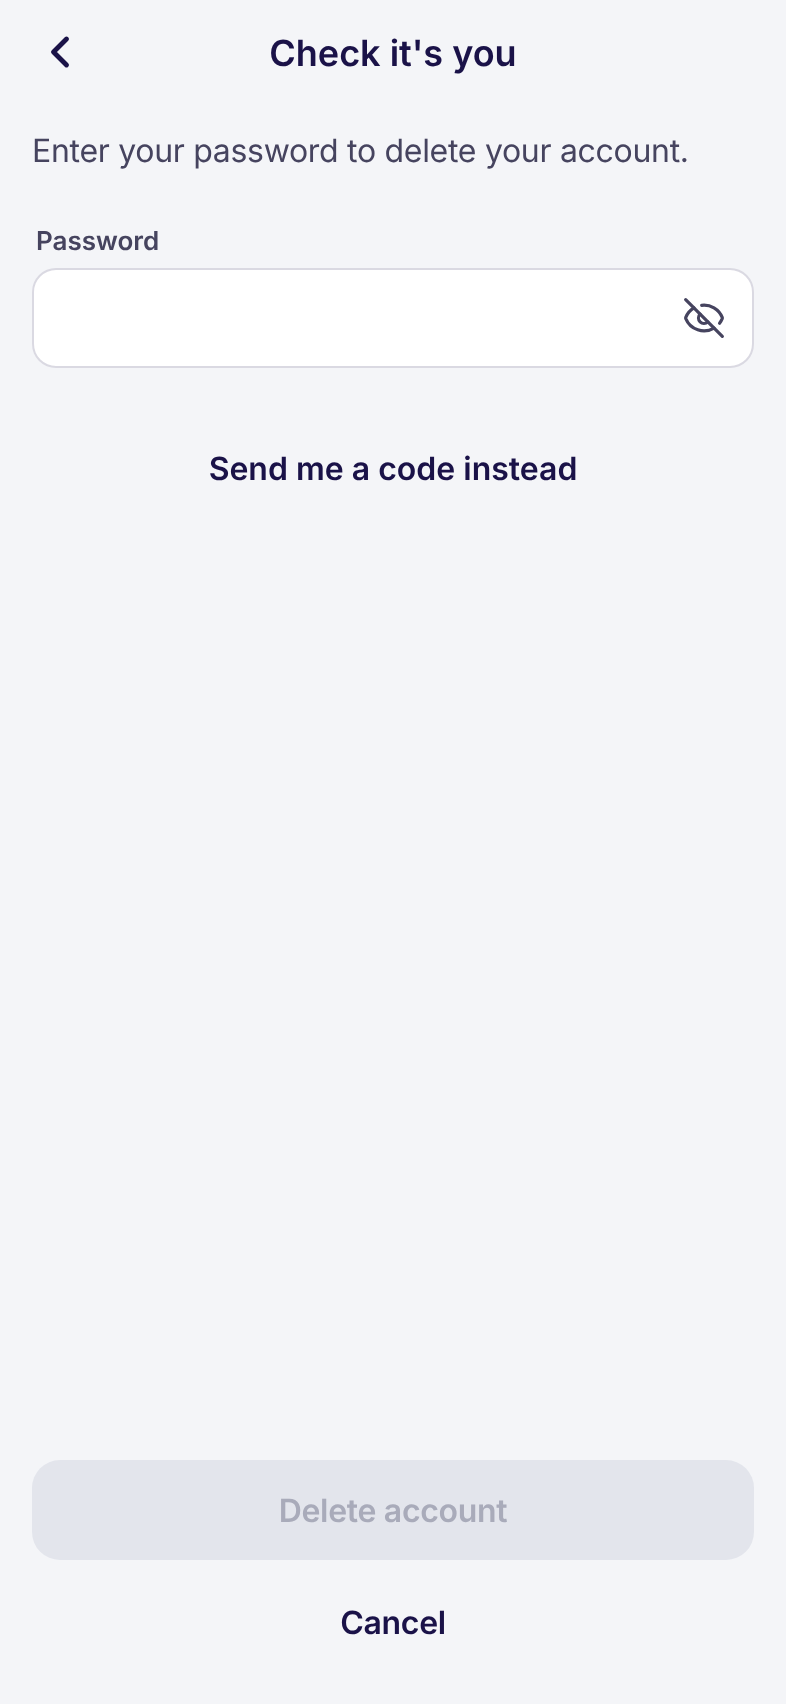 Check it's you
Enter your password to delete your account.
Password
Send me a code instead
Delete account
Cancel